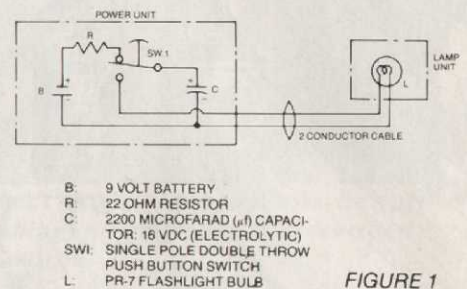 POWER UNIT
R
SW.1
B
C
LAMP
UNIT
L
2 CONDUCTOR CABLE
B: 9 VOLT BATTERY
R: 22 OHM RESISTOR
C: 2200 MICROFARAD (μf) CAPACI-
TOR: 16 VDC (ELECTROLYTIC)
SWI: SINGLE POLE DOUBLE THROW
PUSH BUTTON SWITCH
L: PR-7 FLASHLIGHT BULB
FIGURE 1